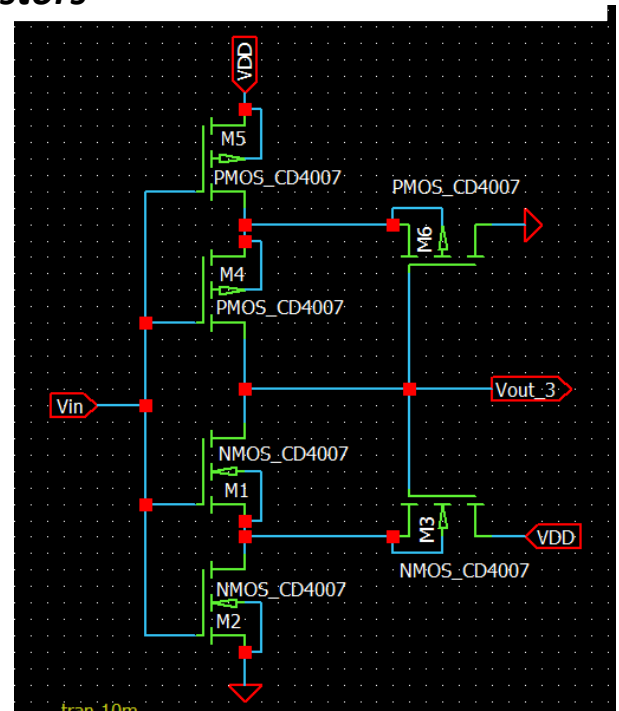 VDD
M5
PMOS_CD4007
PMOS_CD4007
M6
M4
PMOS_CD4007
Vin
Vout_3
NMOS_CD4007
M1
M3
VDD
NMOS_CD4007
NMOS_CD4007
M2